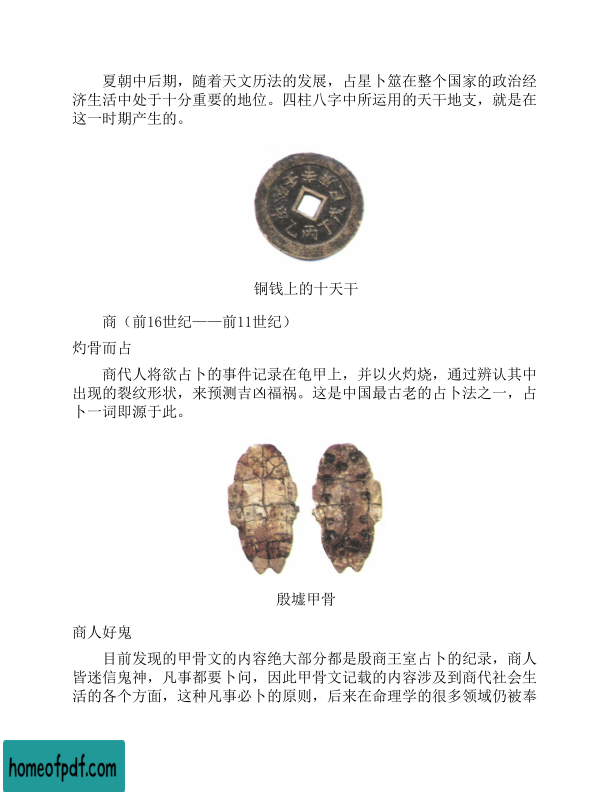 夏朝中后期，随着天文历法的发展，占星卜筮在整个国家的政治经
济生活中处于十分重要的地位。四柱八字中所运用的天干地支，就是在
这一时期产生的。
铜钱上的十天干
商（前16世纪——前11世纪）
灼骨而占
商代人将欲占卜的事件记录在龟甲上，并以火灼烧，通过辨认其中
出现的裂纹形状，来预测吉凶福祸。这是中国最古老的占卜法之一，占
卜一词即源于此。
殷墟甲骨
商人好鬼
目前发现的甲骨文的内容绝大部分都是殷商王室占卜的纪录，商人
皆迷信鬼神，凡事都要卜问，因此甲骨文记载的内容涉及到商代社会生
活的各个方面，这种凡事必卜的原则，后来在命理学的很多领域仍被奉
homeofpdf.com